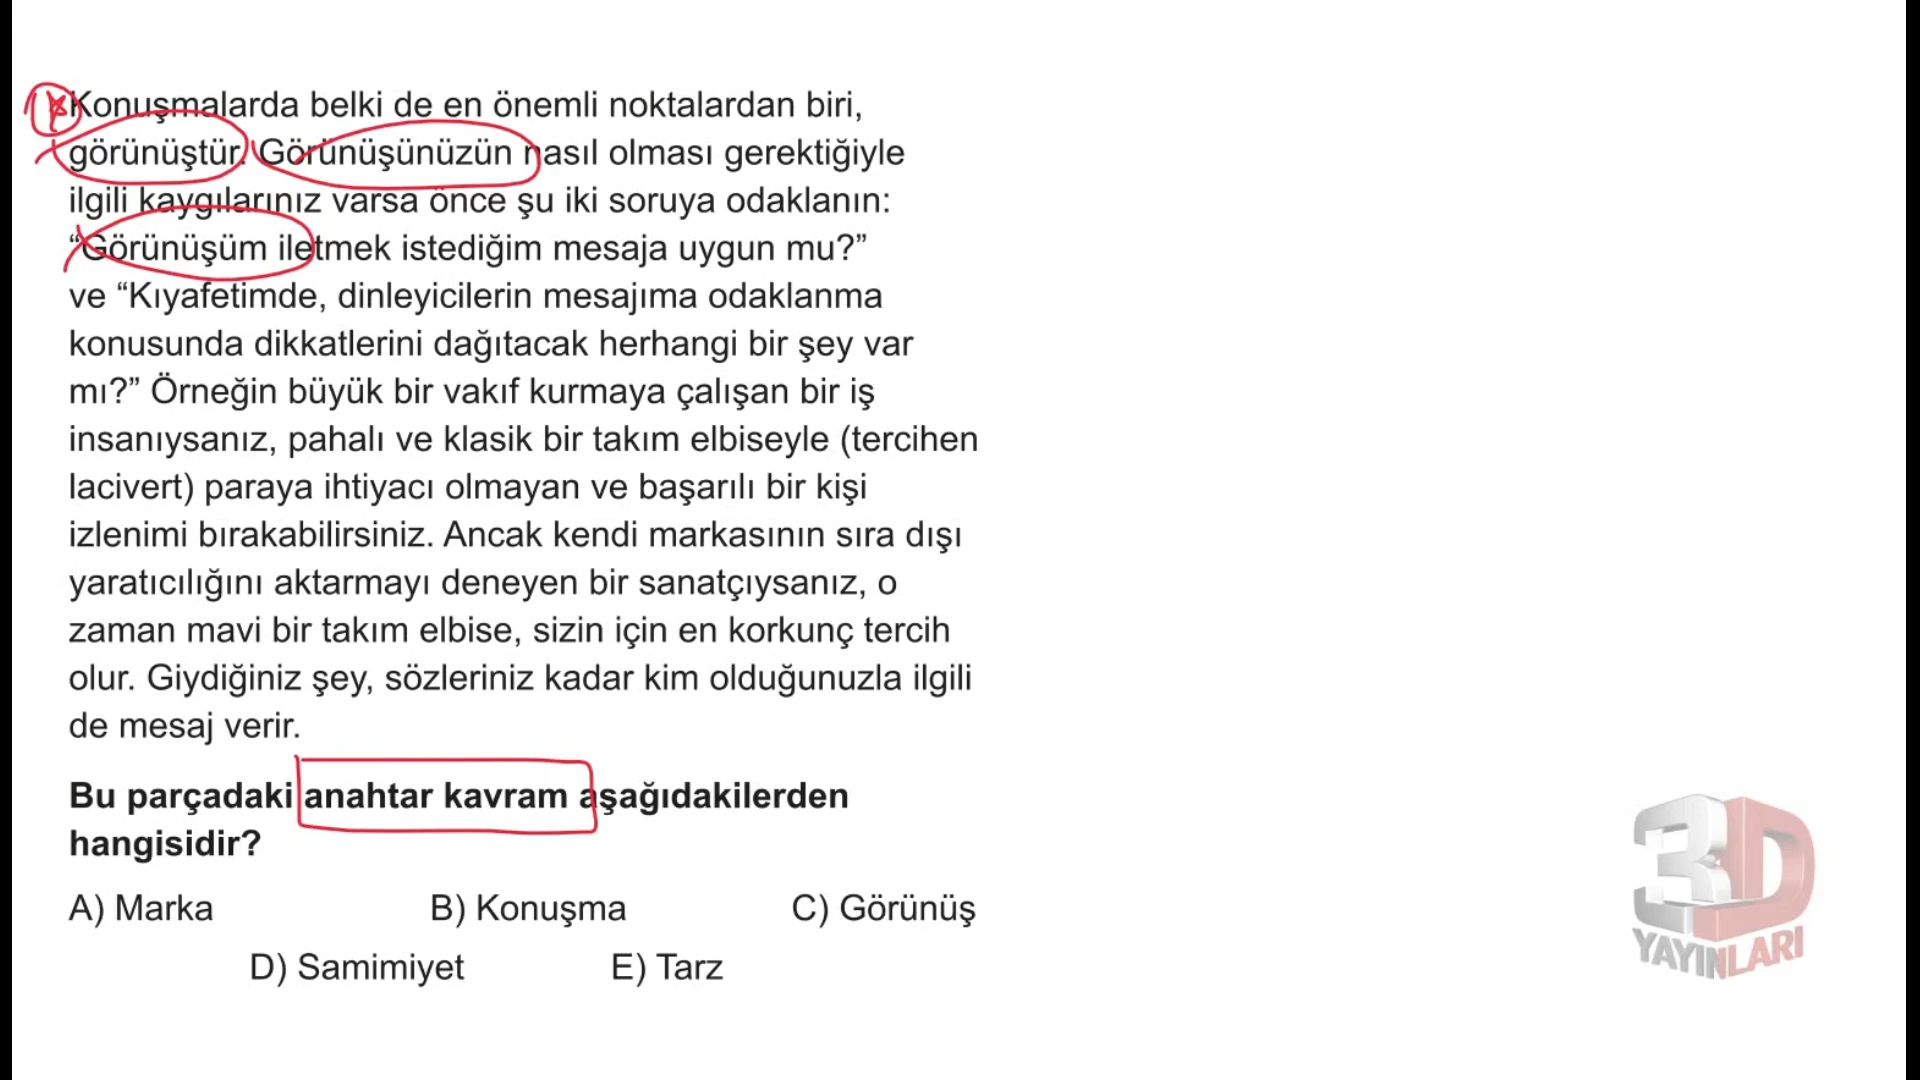 Konuşmalarda belki de en önemli noktalardan biri,
görünüştür. Görünüşünüzün nasıl olması gerektiğiyle
ilgili kaygılarınız varsa önce şu iki soruya odaklanın:
“Görünüşüm iletmek istediğim mesaja uygun mu?”
ve “Kıyafetimde, dinleyicilerin mesajıma odaklanma
konusunda dikkatlerini dağıtacak herhangi bir şey var
mı?” Örneğin büyük bir vakıf kurmaya çalışan bir iş
insanıysanız, pahalı ve klasik bir takım elbiseyle (tercihen
lacivert) paraya ihtiyacı olmayan ve başarılı bir kişi
izlenimi bırakabilirsiniz. Ancak kendi markasının sıra dışı
yaratıcılığını aktarmayı deneyen bir sanatçıysanız, o
zaman mavi bir takım elbise, sizin için en korkunç tercih
olur. Giydiğiniz şey, sözleriniz kadar kim olduğunuzla ilgili
de mesaj verir.
Bu parçadaki anahtar kavram aşağıdakilerden
hangisidir?
A) Marka B) Konuşma C) Görünüş
D) Samimiyet E) Tarz
3D
YAYINLARI